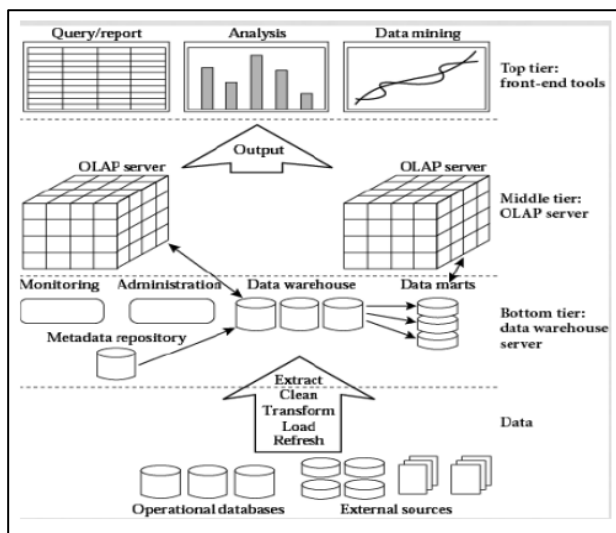 Query/report
Analysis
Data mining
Top tier:
front-end tools
Output
OLAP server
OLAP server
Middle tier:
OLAP server
Monitoring
Administration
Data warehouse
Data marts
Metadata repository
Bottom tier:
data warehouse
server
Extract
Clean
Transform
Load
Refresh
Data
Operational databases
External sources